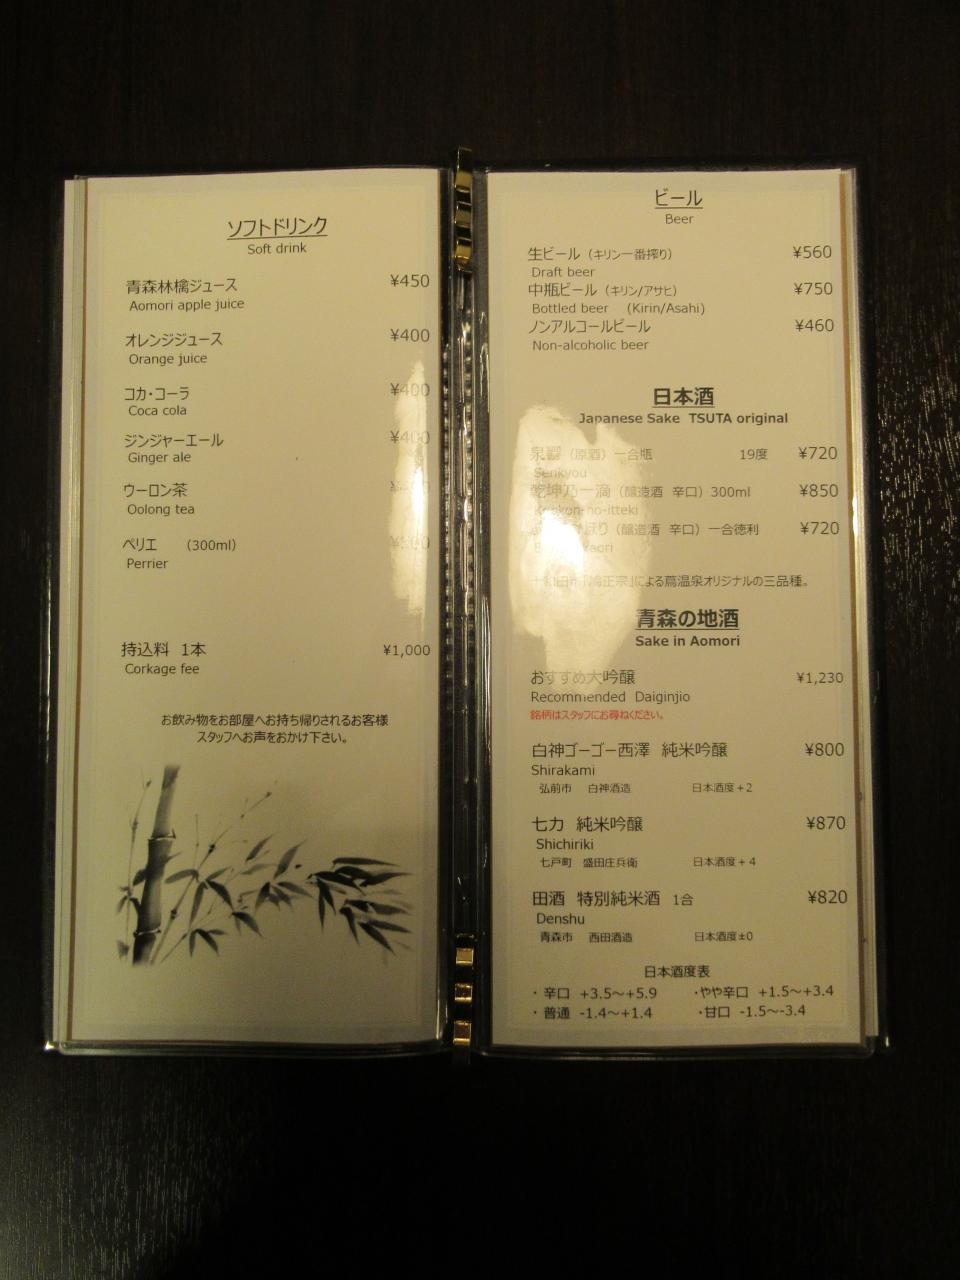 ソフトドリンク
Soft drink
青森林檎ジュース ¥450
Aomori apple juice
オレンジジュース ¥400
Orange juice
コカ・コーラ ¥400
Coca cola
ジンジャーエール ¥400
Ginger ale
ウーロン茶
Oolong tea
ペリエ (300ml)
Perrier
持込料 1本 ¥1,000
Corkage fee
お飲み物をお部屋へお持ち帰りされるお客様
スタッフへお声をおかけ下さい。
ビール
Beer
生ビール (キリン一番搾り) ¥560
Draft beer
中瓶ビール (キリン/アサヒ) ¥750
Bottled beer (Kirin/Asahi)
ノンアルコールビール ¥460
Non-alcoholic beer
日本酒
Japanese Sake TSUTA original
(原酒) 一合瓶 19度 ¥720
Senkyou
乾坤乃一滴 (醸造酒 辛口) 300ml ¥850
Kenkon-no-itteki
(醸造酒 辛口) 一合徳利 ¥720
による蔦温泉オリジナルの三品種。
青森の地酒
Sake in Aomori
おすすめ大吟醸 ¥1,230
Recommended Daiginjio
銘柄はスタッフにお尋ねください。
白神ゴーゴー西澤 純米吟醸 ¥800
Shirakami
弘前市 白神酒造 日本酒度+2
七力 純米吟醸 ¥870
Shichiriki
七戸町 盛田庄兵衛 日本酒度+4
田酒 特別純米酒 1合 ¥820
Denshu
青森市 西田酒造 日本酒度±0
日本酒度表
・辛口 +3.5~+5.9 ・やや辛口 +1.5~+3.4
・普通 -1.4~+1.4 ・甘口 -1.5~-3.4